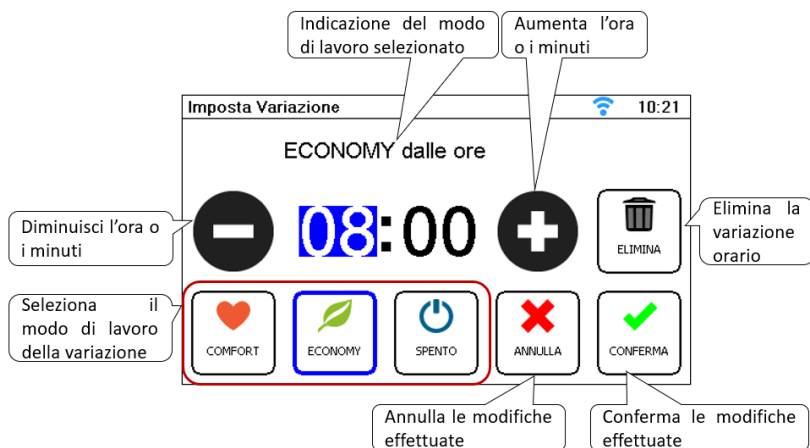 Indicazione del modo
di lavoro selezionato
Aumenta l'ora
o i minuti
Imposta Variazione
10:21
ECONOMY dalle ore
Diminuisci l'ora o
i minuti
08:00
ELIMINA
Elimina la
variazione
orario
Seleziona il
modo di lavoro
della variazione
COMFORT
ECONOMY
SPENTO
ANNULLA
CONFERMA
Annulla le modifiche
effettuate
Conferma le modifiche
effettuate